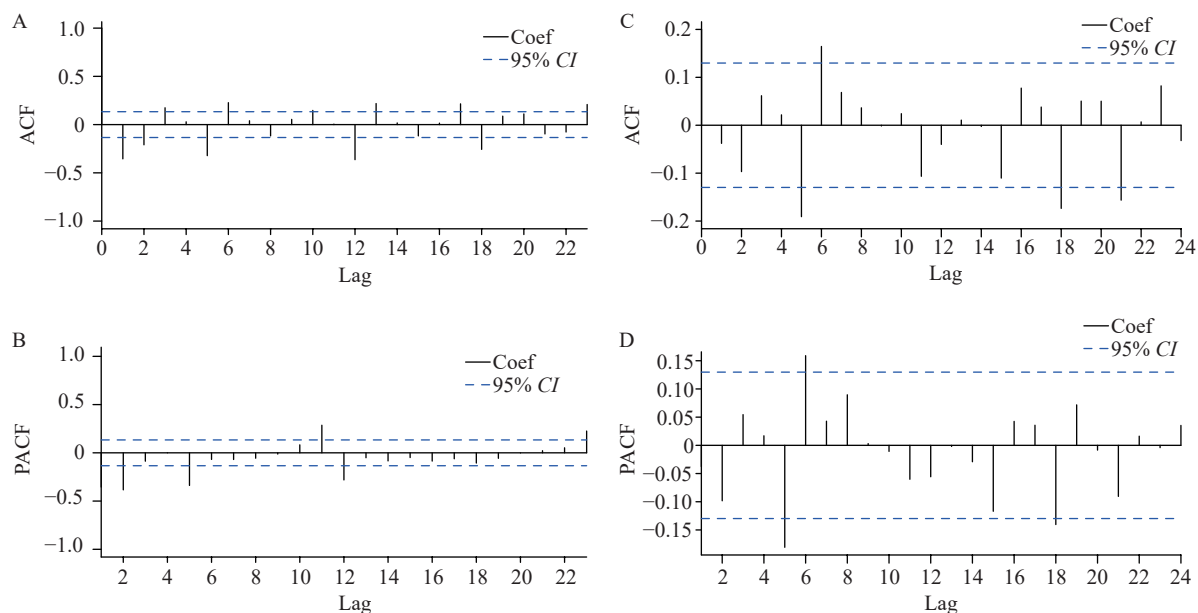 A
1.0
0.5
0
−0.5
−1.0
ACF
Coef
95% CI
0 2 4 6 8 10 12 14 16 18 20 22
Lag
C
0.2
0.1
0
−0.1
−0.2
ACF
Coef
95% CI
0 2 4 6 8 10 12 14 16 18 20 22 24
Lag
B
1.0
0.5
0
−0.5
−1.0
PACF
Coef
95% CI
2 4 6 8 10 12 14 16 18 20 22
Lag
D
0.15
0.10
0.05
0
−0.05
−0.10
−0.15
PACF
Coef
95% CI
2 4 6 8 10 12 14 16 18 20 22 24
Lag